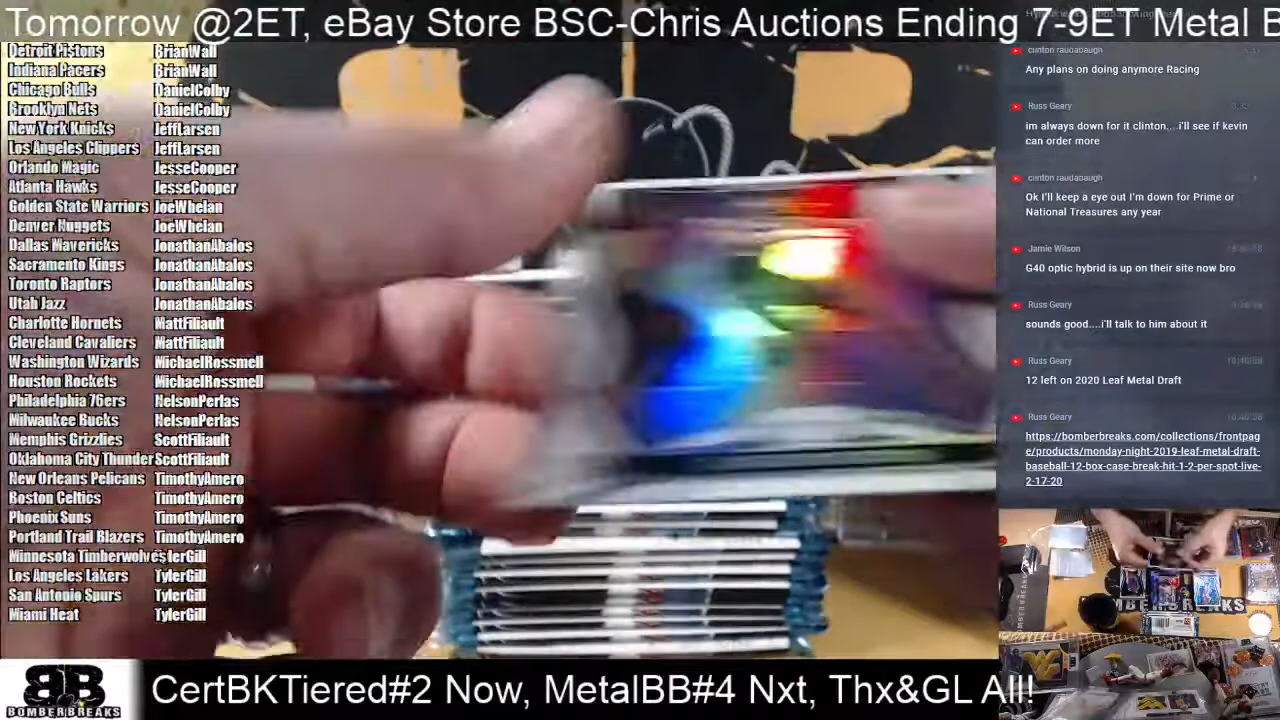 Tomorrow @2ET, eBay Store BSC-Chris Auctions Ending 7-9ET Metal B
Detroit Pistons BrianWall
Indiana Pacers BrianWall
Chicago Bulls DanielColby
Brooklyn Nets DanielColby
New York Knicks JeffLarsen
Los Angeles Clippers JeffLarsen
Orlando Magic JesseCooper
Atlanta Hawks JesseCooper
Golden State Warriors JoeWhelan
Denver Nuggets JoeWhelan
Dallas Mavericks JonathanAbalos
Sacramento Kings JonathanAbalos
Toronto Raptors JonathanAbalos
Utah Jazz JonathanAbalos
Charlotte Hornets MattFiliault
Cleveland Cavaliers MattFiliault
Washington Wizards MichaelRossmell
Houston Rockets MichaelRossmell
Philadelphia 76ers NelsonPerlas
Milwaukee Bucks NelsonPerlas
Memphis Grizzlies ScottFiliault
Oklahoma City Thunder ScottFiliault
New Orleans Pelicans TimothyAmero
Boston Celtics TimothyAmero
Phoenix Suns TimothyAmero
Portland Trail Blazers TimothyAmero
Minnesota Timberwolves TylerGill
Los Angeles Lakers TylerGill
San Antonio Spurs TylerGill
Miami Heat TylerGill
clinton raudabaugh
Any plans on doing anymore Racing
Russ Geary
im always down for it clinton... i'll see if kevin
can order more
clinton raudabaugh
Ok I'll keep a eye out I'm down for Prime or
National Treasures any year
Jamie Wilson
G40 optic hybrid is up on their site now bro
Russ Geary
sounds good....i'll talk to him about it
Russ Geary
12 left on 2020 Leaf Metal Draft
Russ Geary
https://bomberbreaks.com/collections/frontpag
e/products/monday-night-2019-leaf-metal-draft-
baseball-12-box-case-break-hit-1-2-per-spot-live-
2-17-20
BOMBERBREAKS
BB
BOMBERBREAKS
CertBKTiered#2 Now, MetalBB#4 Nxt, Thx&GL All!